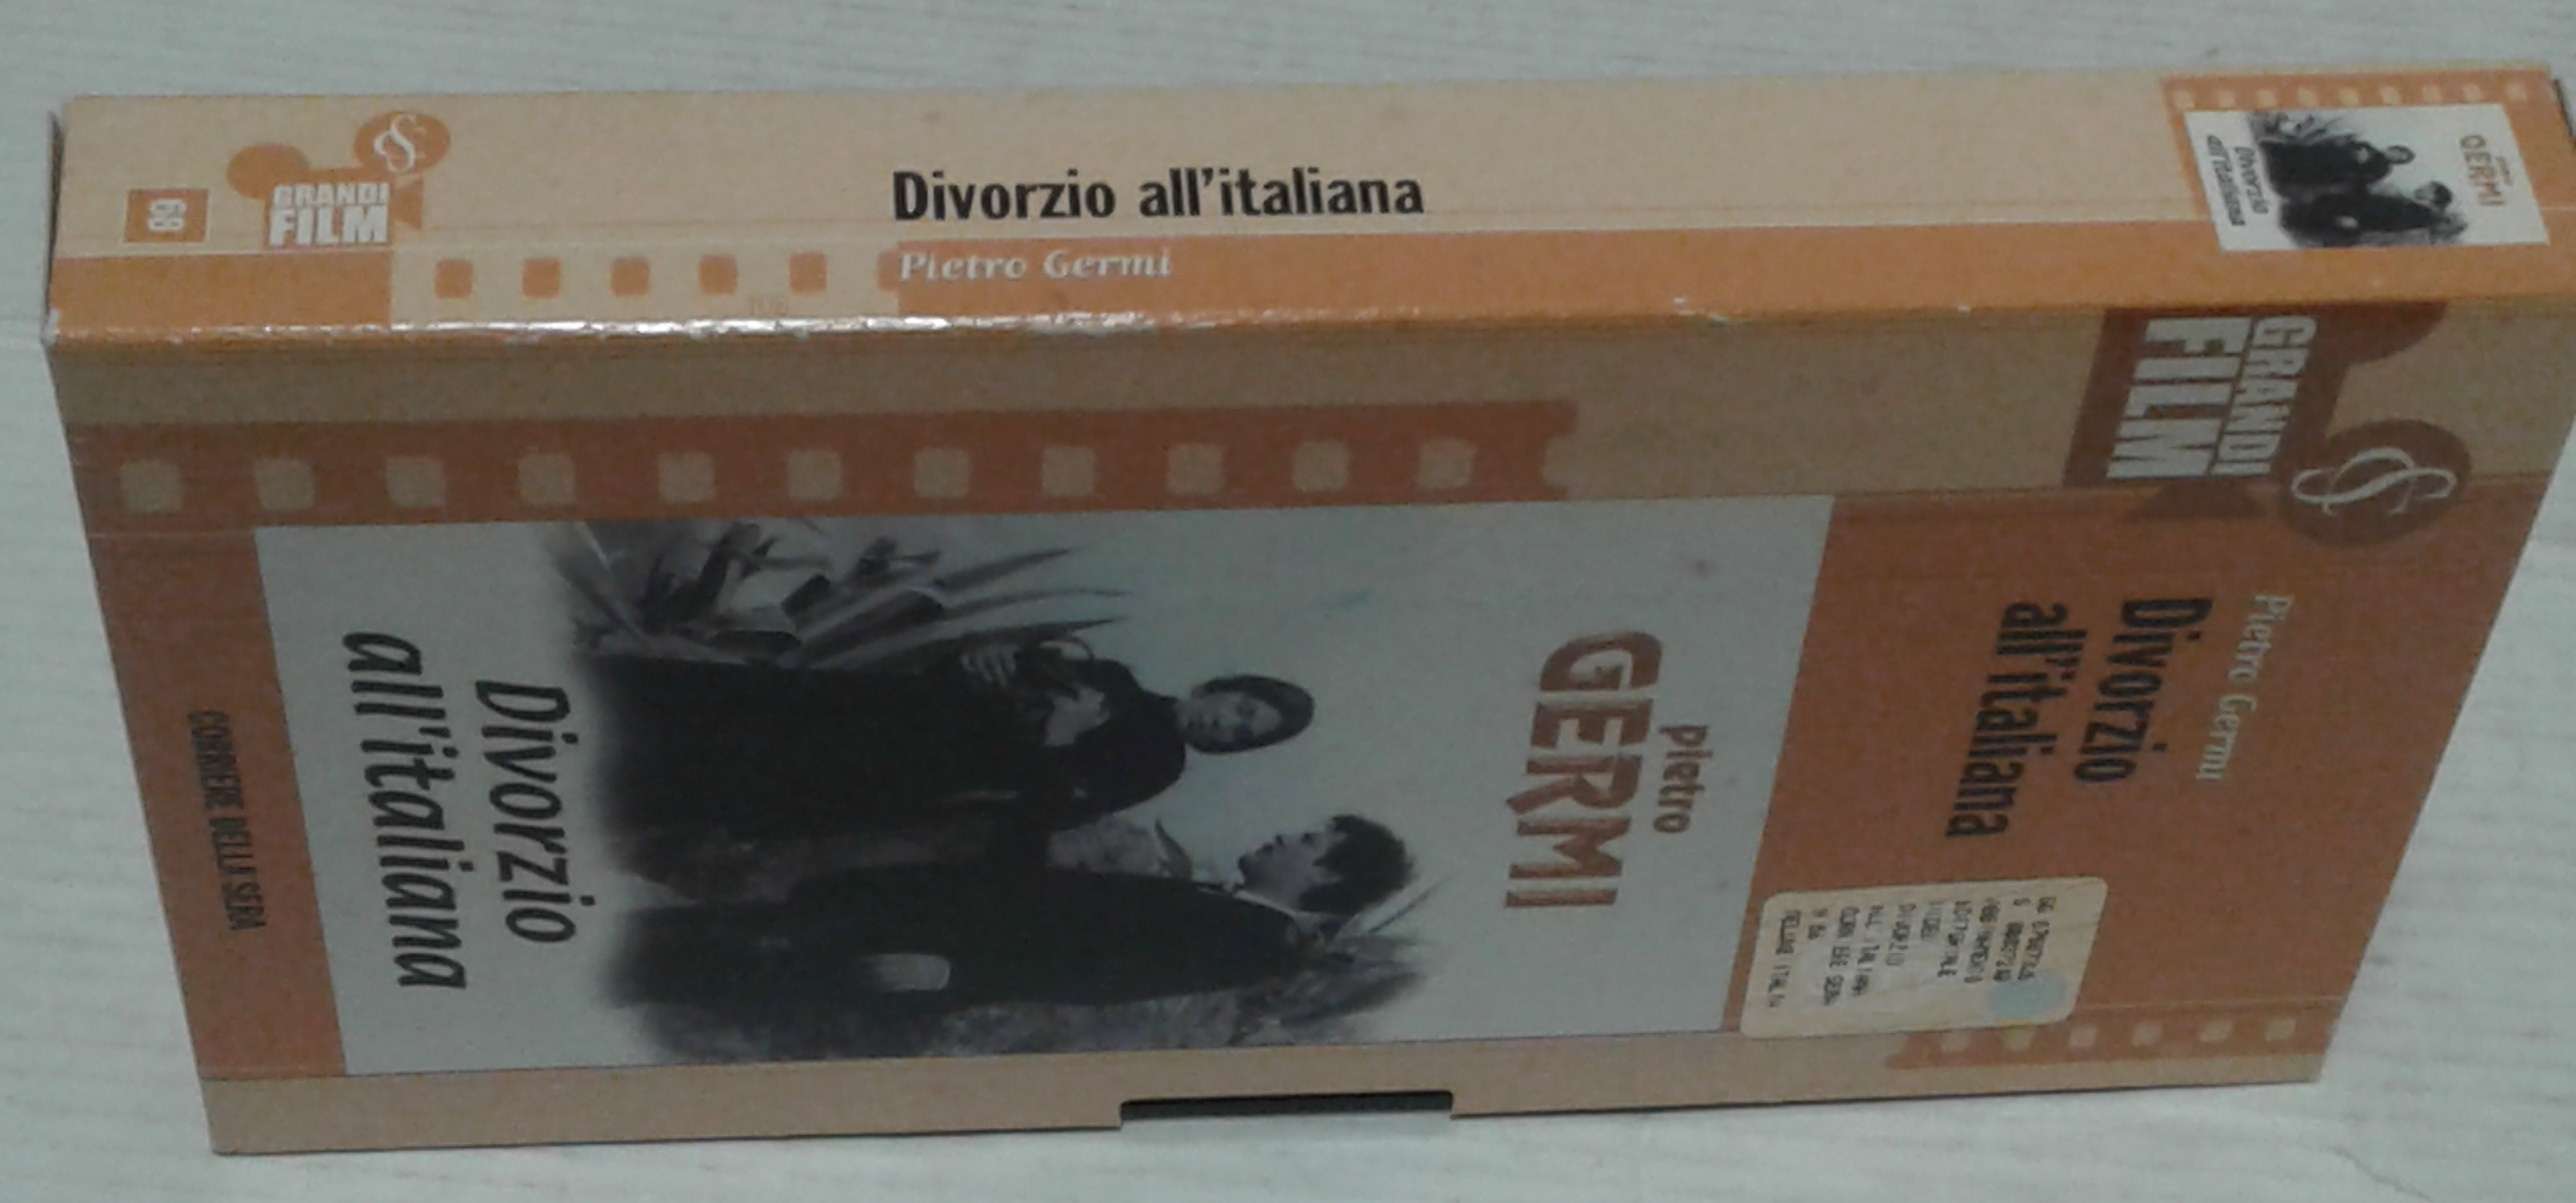 68
GRANDI
FILM
Divorzio all'italiana
Pietro Germi
GERMI
Divorzio
all'italiana
GRANDI
FILM
Pietro Germi
Divorzio
all'italiana
pietro
GERMI
Divorzio
all'italiana
CORRIERE DELLA SERA
DIVORZIO